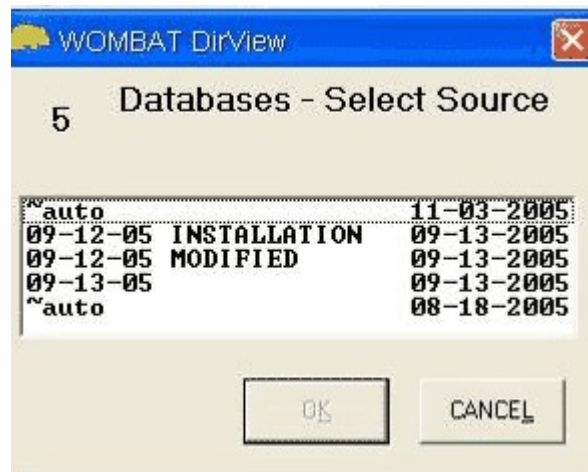 WOMBAT DirView
5 Databases - Select Source
~auto 11-03-2005
09-12-05 INSTALLATION 09-13-2005
09-12-05 MODIFIED 09-13-2005
09-13-05 09-13-2005
~auto 08-18-2005
OK CANCEL